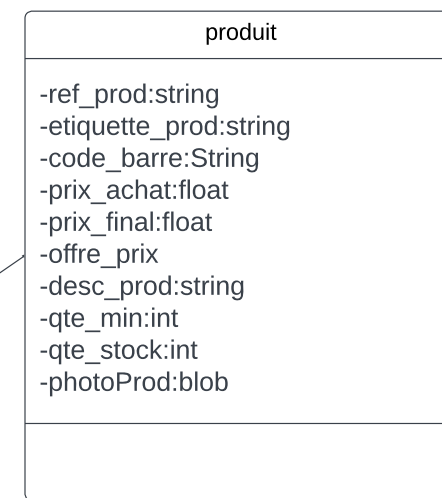 produit
-ref_prod:string
-etiquette_prod:string
-code_barre:String
-prix_achat:float
-prix_final:float
-offre_prix
-desc_prod:string
-qte_min:int
-qte_stock:int
-photoProd:blob